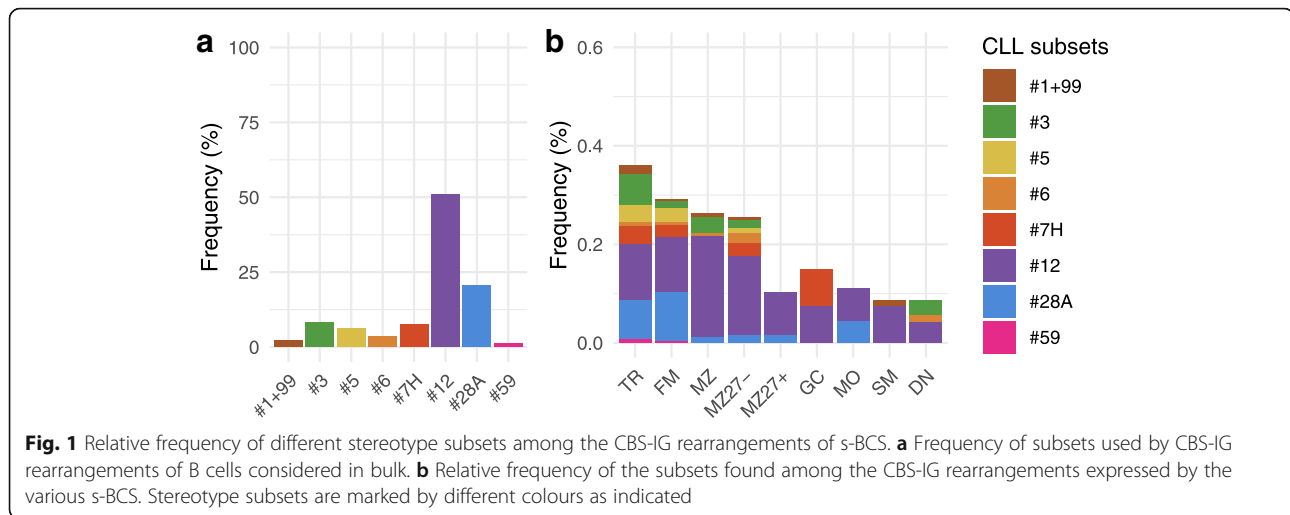 a
b
CLL subsets
Frequency (%)
100
75
50
25
0
#1+99
#3
#5
#6
#7H
#12
#28A
#59
Frequency (%)
0.6
0.4
0.2
0.0
TR
FM
MZ
MZ27−
MZ27+
GC
MO
SM
DN
#1+99
#3
#5
#6
#7H
#12
#28A
#59
Fig. 1 Relative frequency of different stereotype subsets among the CBS-IG rearrangements of s-BCS. a Frequency of subsets used by CBS-IG
rearrangements of B cells considered in bulk. b Relative frequency of the subsets found among the CBS-IG rearrangements expressed by the
various s-BCS. Stereotype subsets are marked by different colours as indicated